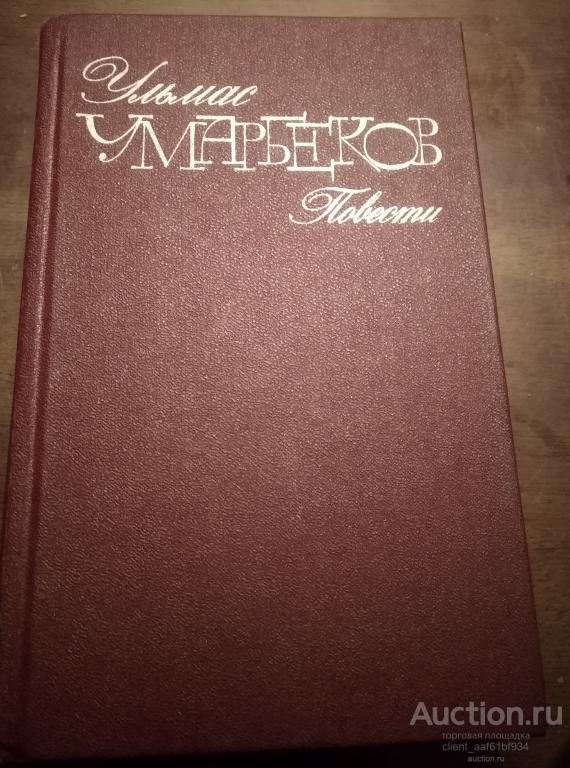 Ульмас
УМАРБЕКОВ
Повести
Auction.ru
торговая площадка
client_aaf61bf934
auction.ru